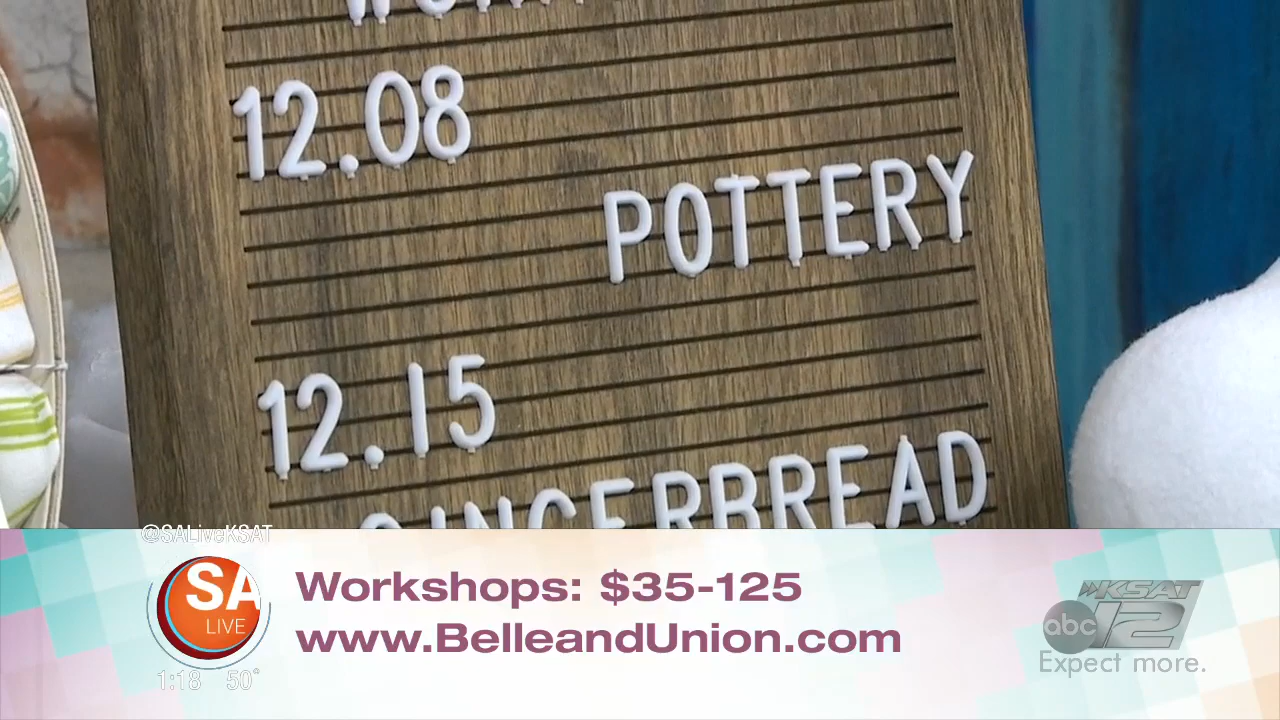 12.08
POTTERY
12.15
GINGERBREAD
@SALiveKSAT
SA
LIVE
1:18 50°
Workshops: $35-125
www.BelleandUnion.com
KSAT
abc 12
Expect more.